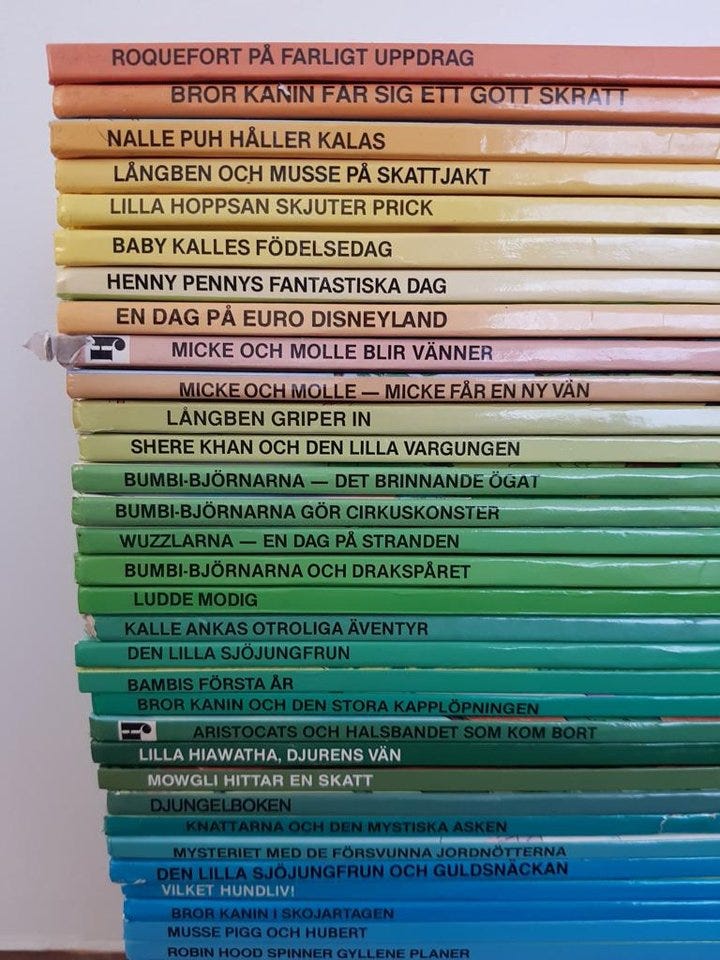 ROQUEFORT PÅ FARLIGT UPPDRAG
BROR KANIN FÅR SIG ETT GOTT SKRATT
NALLE PUH HÅLLER KALAS
LÅNGBEN OCH MUSSE PÅ SKATTJAKT
LILLA HOPPSAN SKJUTER PRICK
BABY KALLES FÖDELSEDAG
HENNY PENNYS FANTASTISKA DAG
EN DAG PÅ EURO DISNEYLAND
MICKE OCH MOLLE BLIR VÄNNER
MICKE OCH MOLLE — MICKE FÅR EN NY VÄN
LÅNGBEN GRIPER IN
SHERE KHAN OCH DEN LILLA VARGUNGEN
BUMBI-BJÖRNARNA — DET BRINNANDE ÖGAT
BUMBI-BJÖRNARNA GÖR CIRKUSKONSTER
WUZZLARNA — EN DAG PÅ STRANDEN
BUMBI-BJÖRNARNA OCH DRAKSPÅRET
LUDDE MODIG
KALLE ANKAS OTROLIGA ÄVENTYR
DEN LILLA SJÖJUNGFRUN
BAMBIS FÖRSTA ÅR
BROR KANIN OCH DEN STORA KAPPLÖPNINGEN
ARISTOCATS OCH HALSBANDET SOM KOM BORT
LILLA HIAWATHA, DJURENS VÄN
MOWGLI HITTAR EN SKATT
DJUNGELBOKEN
KNATTARNA OCH DEN MYSTISKA ASKEN
MYSTERIET MED DE FÖRSVUNNA JORDNÖTTERNA
DEN LILLA SJÖJUNGFRUN OCH GULDSNÄCKAN
VILKET HUNDLIV!
BROR KANIN I SKOJARTAGEN
MUSSE PIGG OCH HUBERT
ROBIN HOOD SPINNER GYLLENE PLANER